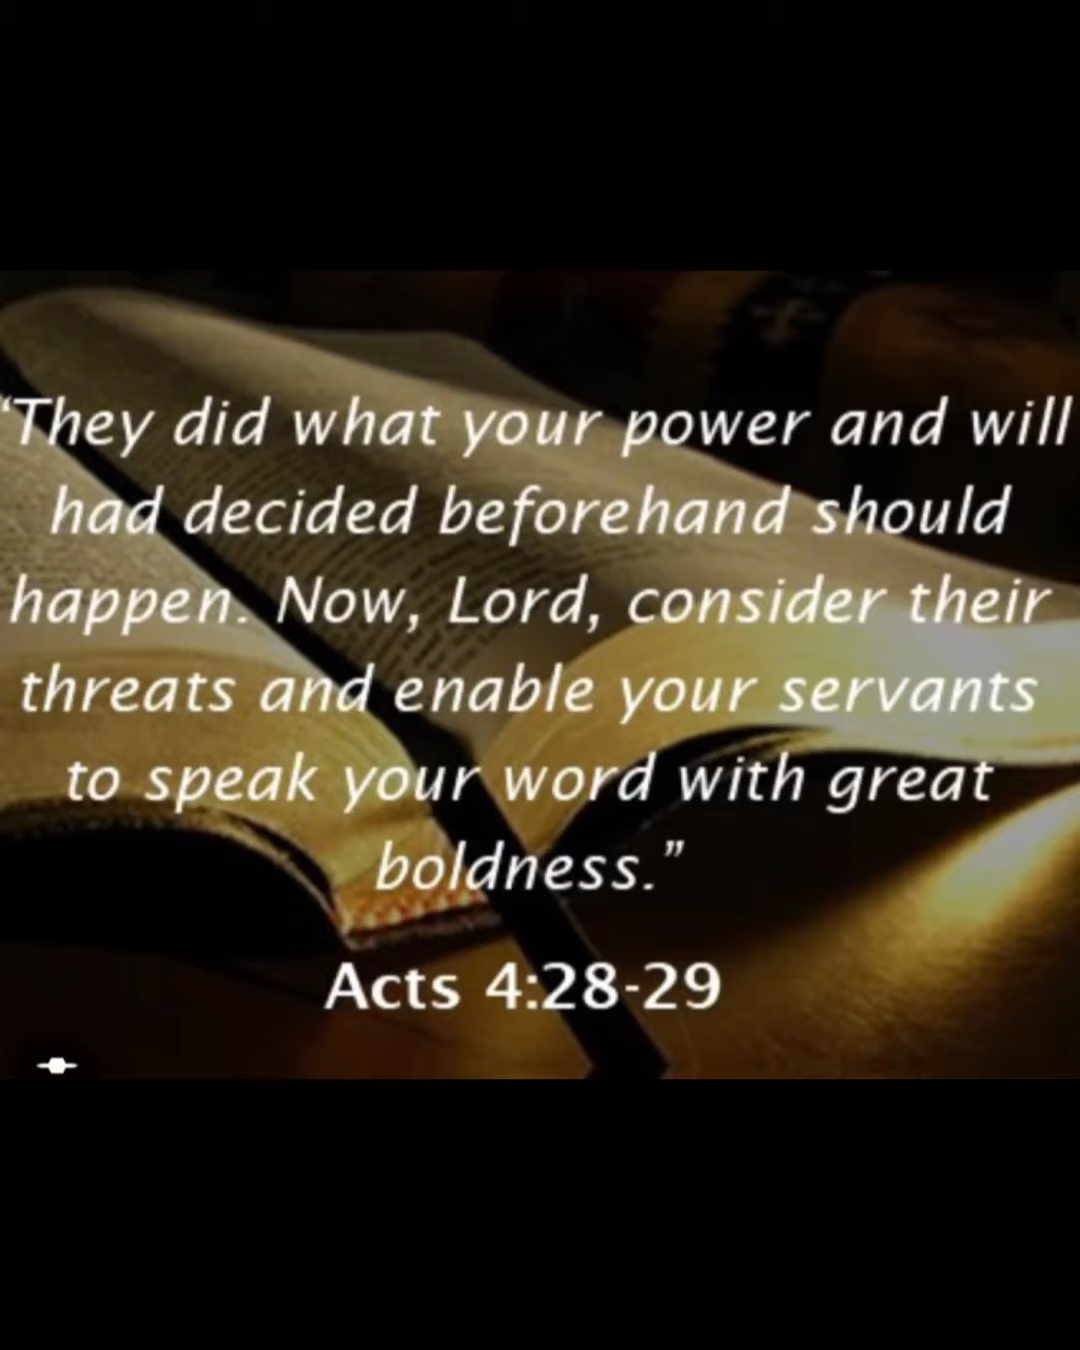 “They did what your power and will
had decided beforehand should
happen. Now, Lord, consider their
threats and enable your servants
to speak your word with great
boldness.”
Acts 4:28-29